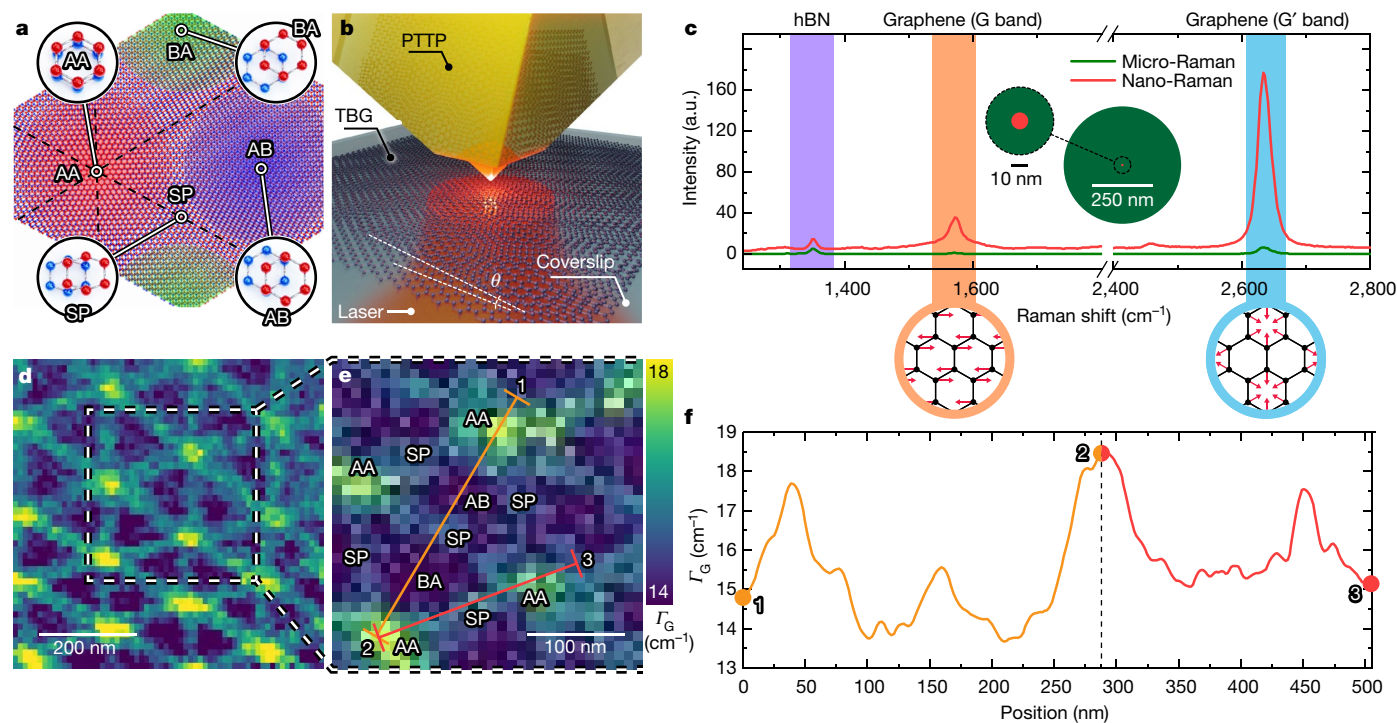 a
AA
BA
BA
AB
AA
SP
SP
AB
b
PTTP
TBG
θ
Coverslip
Laser
c
hBN
Graphene (G band)
Graphene (G′ band)
Intensity (a.u.)
160
120
80
40
0
Micro-Raman
Nano-Raman
10 nm
250 nm
1,400
1,600
2,400
2,800
Raman shift (cm⁻¹)
d
200 nm
e
1
AA
SP
AA
AB
SP
SP
SP
3
BA
AA
SP
2
AA
100 nm
18
14
Γ_G
(cm⁻¹)
f
Γ_G (cm⁻¹)
19
18
17
16
15
14
13
1
2
3
0
50
100
150
200
250
300
350
400
450
500
Position (nm)